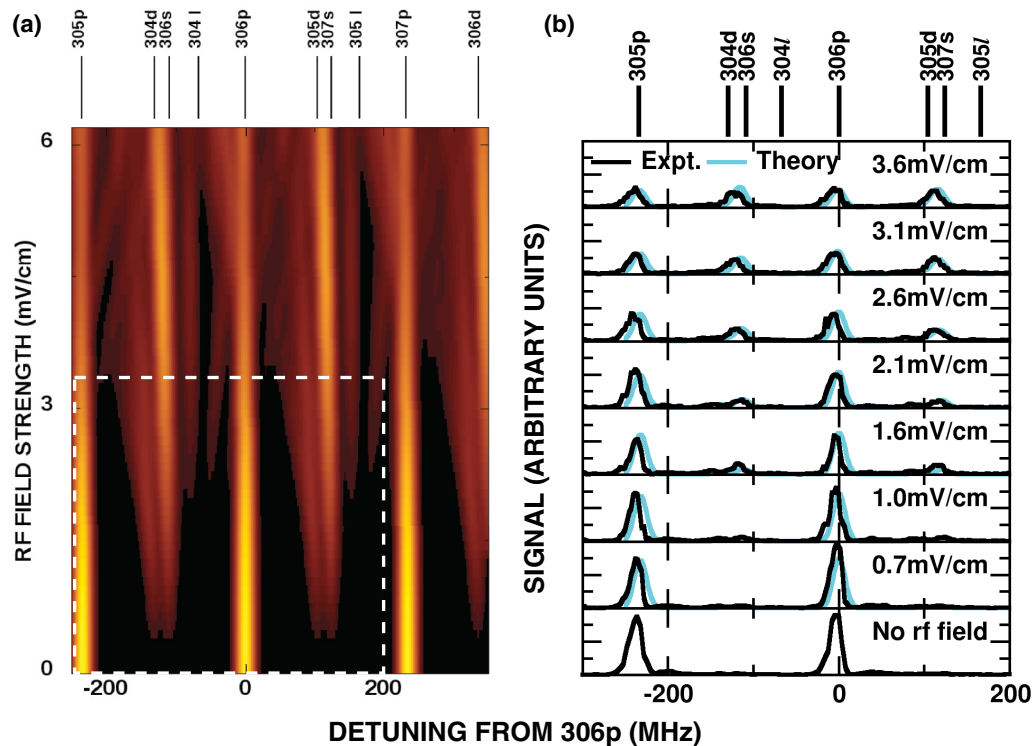 (a)
305p
304d
306s
304 l
306p
305d
307s
305 l
307p
306d
RF FIELD STRENGTH (mV/cm)
6
3
0
-200
0
200
(b)
305p
304d
306s
304l
306p
305d
307s
305l
SIGNAL (ARBITRARY UNITS)
Expt. Theory
3.6mV/cm
3.1mV/cm
2.6mV/cm
2.1mV/cm
1.6mV/cm
1.0mV/cm
0.7mV/cm
No rf field
-200
0
200
DETUNING FROM 306p (MHz)